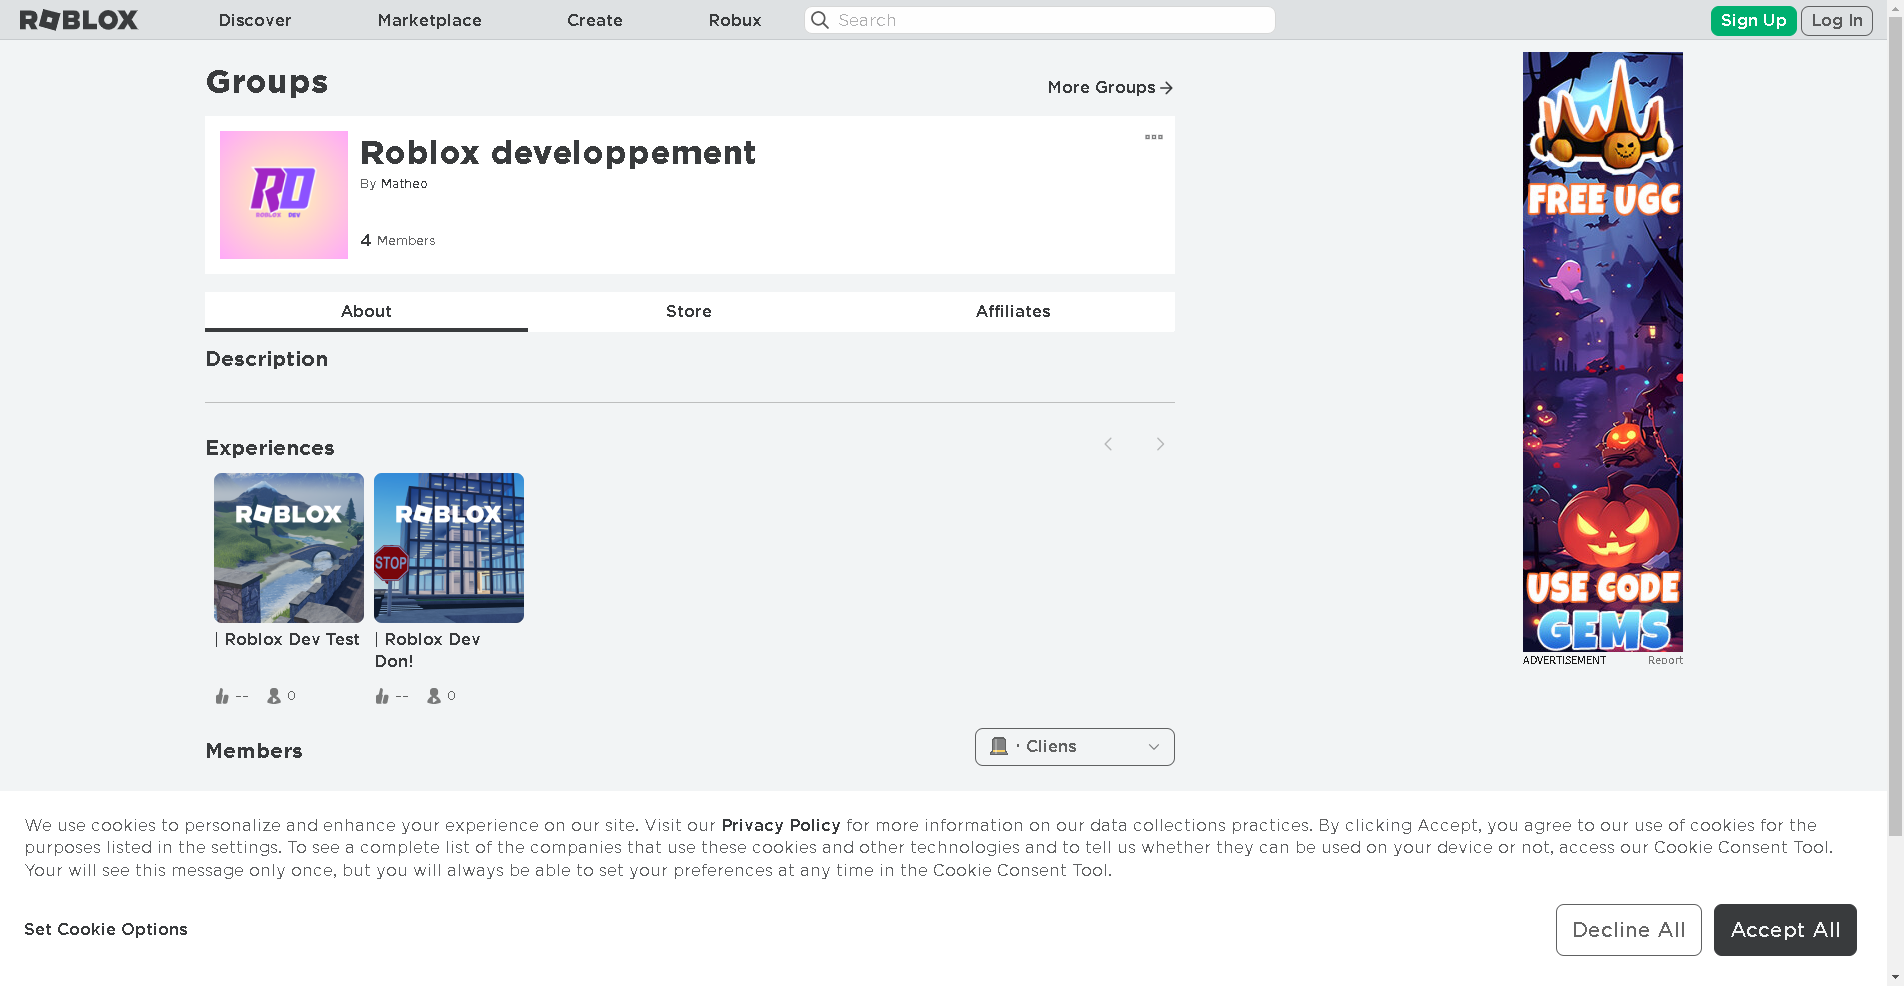 ROBLOX
Discover
Marketplace
Create
Robux
Search
Sign Up
Log In
Groups
More Groups
RD
ROBLOX DEV
Roblox developpement
By Matheo
4 Members
About
Store
Affiliates
Description
Experiences
ROBLOX
ROBLOX
STOP
| Roblox Dev Test
| Roblox Dev
Don!
-- 0
-- 0
Members
· Cliens
FREE UGC
USE CODE
GEMS
ADVERTISEMENT
Report
We use cookies to personalize and enhance your experience on our site. Visit our Privacy Policy for more information on our data collections practices. By clicking Accept, you agree to our use of cookies for the
purposes listed in the settings. To see a complete list of the companies that use these cookies and other technologies and to tell us whether they can be used on your device or not, access our Cookie Consent Tool.
Your will see this message only once, but you will always be able to set your preferences at any time in the Cookie Consent Tool.
Set Cookie Options
Decline All
Accept All